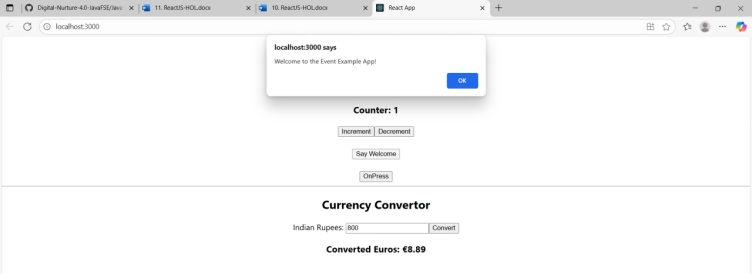 Digital-Nurture-4.0-JavaFSE/Java
11. ReactJS-HOL.docx
10. ReactJS-HOL.docx
React App
localhost:3000
localhost:3000 says
Welcome to the Event Example App!
OK
Counter: 1
Increment Decrement
Say Welcome
OnPress
Currency Convertor
Indian Rupees: 800 Convert
Converted Euros: €8.89